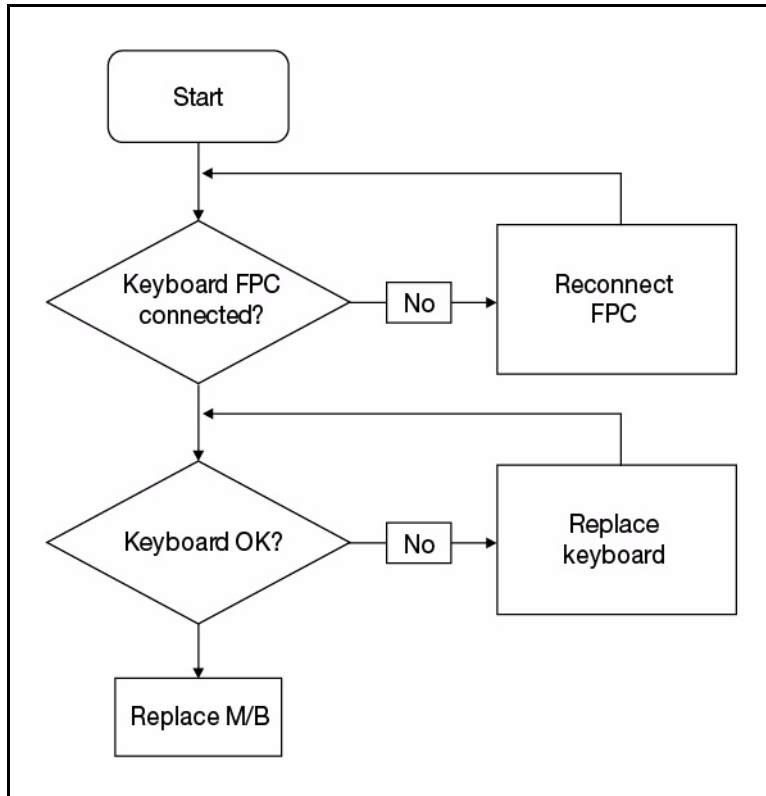 Start
Keyboard FPC
connected?
No
Reconnect
FPC
Keyboard OK?
No
Replace
keyboard
Replace M/B